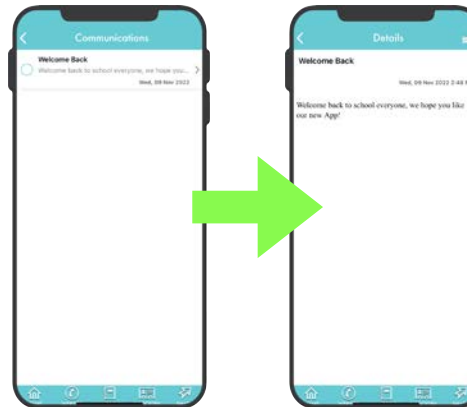 Communications
Welcome Back
Welcome back to school everyone, we hope you...
Wed, 09 Nov 2022
Details
Welcome Back
Wed, 09 Nov 2022 2:48
Welcome back to school everyone, we hope you like
our new App!